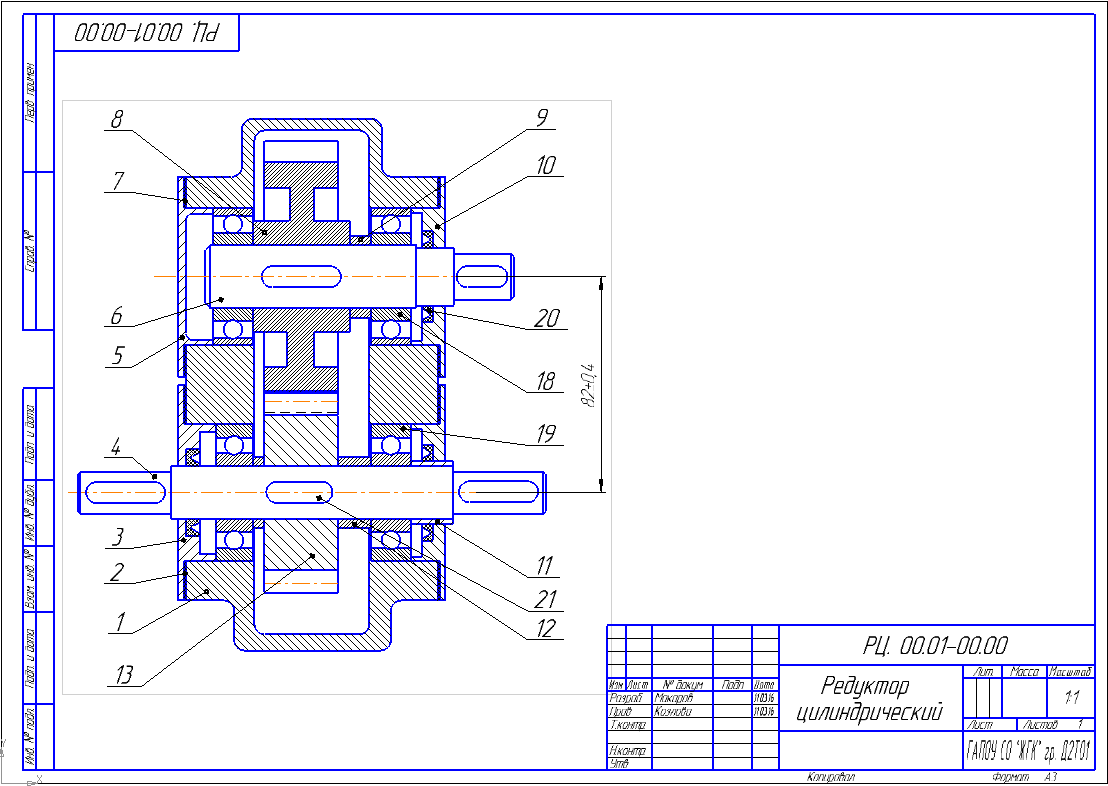 РЦ. 00.01-00.00
Перв. примен.
Справ. №
Подп. и дата
Инв. № дубл.
Взам. инв. №
Подп. и дата
Инв. № подл.
8
7
6
5
4
3
2
1
13
9
10
20
18
19
11
21
12
82±0,4
РЦ. 00.01-00.00
Изм Лист № докум Подп Дата
Разраб Макаров 110316
Пров Козлова 110316
Т.контр
Н.контр
Утв
Редуктор
цилиндрический
Лит. Масса Масштаб
1:1
Лист Листов 1
ГАПОУ СО "ЖГК" гр. Д2Т01
Копировал Формат А3